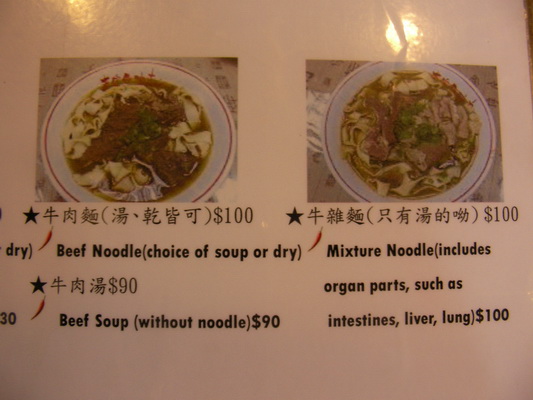 ★牛肉麵(湯、乾皆可)$100
r dry) Beef Noodle(choice of soup or dry)
★牛肉湯$90
30 Beef Soup (without noodle)$90
★牛雜麵(只有湯的呦)$100
Mixture Noodle(includes
organ parts, such as
intestines, liver, lung)$100